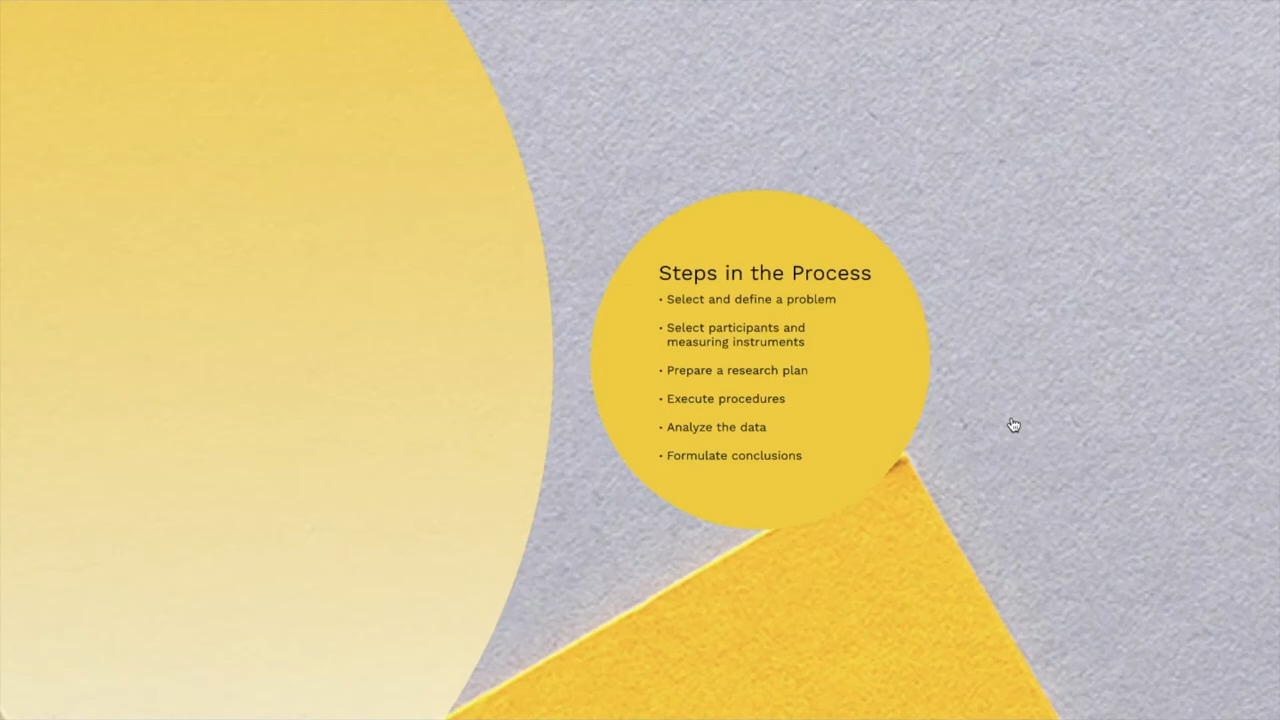 Steps in the Process
• Select and define a problem
• Select participants and
measuring instruments
• Prepare a research plan
• Execute procedures
• Analyze the data
• Formulate conclusions